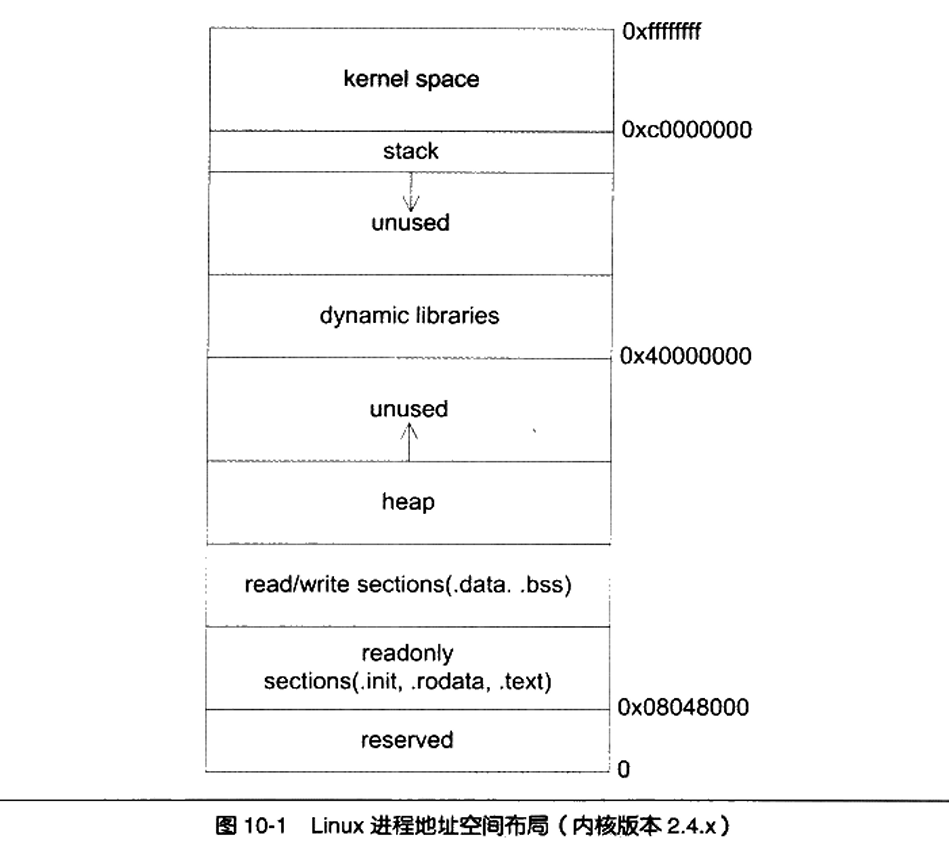 0xffffffff
kernel space
0xc0000000
stack
unused
dynamic libraries
0x40000000
unused
heap
read/write sections(.data. .bss)
readonly
sections(.init, .rodata, .text)
0x08048000
reserved
0
图 10-1 Linux 进程地址空间布局（内核版本 2.4.x）